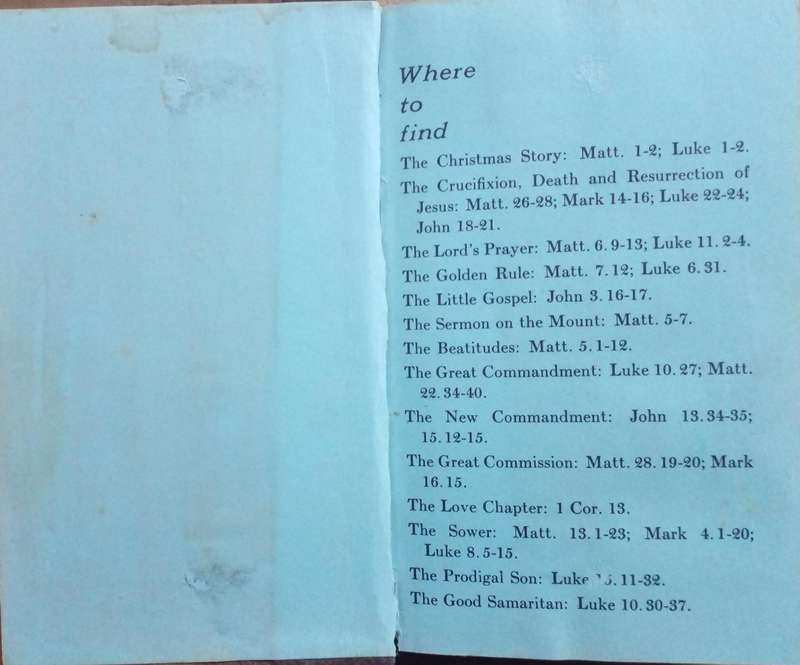 Where
to
find
The Christmas Story: Matt. 1-2; Luke 1-2.
The Crucifixion, Death and Resurrection of
Jesus: Matt. 26-28; Mark 14-16; Luke 22-24;
John 18-21.
The Lord's Prayer: Matt. 6. 9-13; Luke 11. 2-4.
The Golden Rule: Matt. 7. 12; Luke 6. 31.
The Little Gospel: John 3. 16-17.
The Sermon on the Mount: Matt. 5-7.
The Beatitudes: Matt. 5. 1-12.
The Great Commandment: Luke 10. 27; Matt.
22. 34-40.
The New Commandment: John 13. 34-35;
15. 12-15.
The Great Commission: Matt. 28. 19-20; Mark
16. 15.
The Love Chapter: 1 Cor. 13.
The Sower: Matt. 13. 1-23; Mark 4. 1-20;
Luke 8. 5-15.
The Prodigal Son: Luke 11-32.
The Good Samaritan: Luke 10. 30-37.